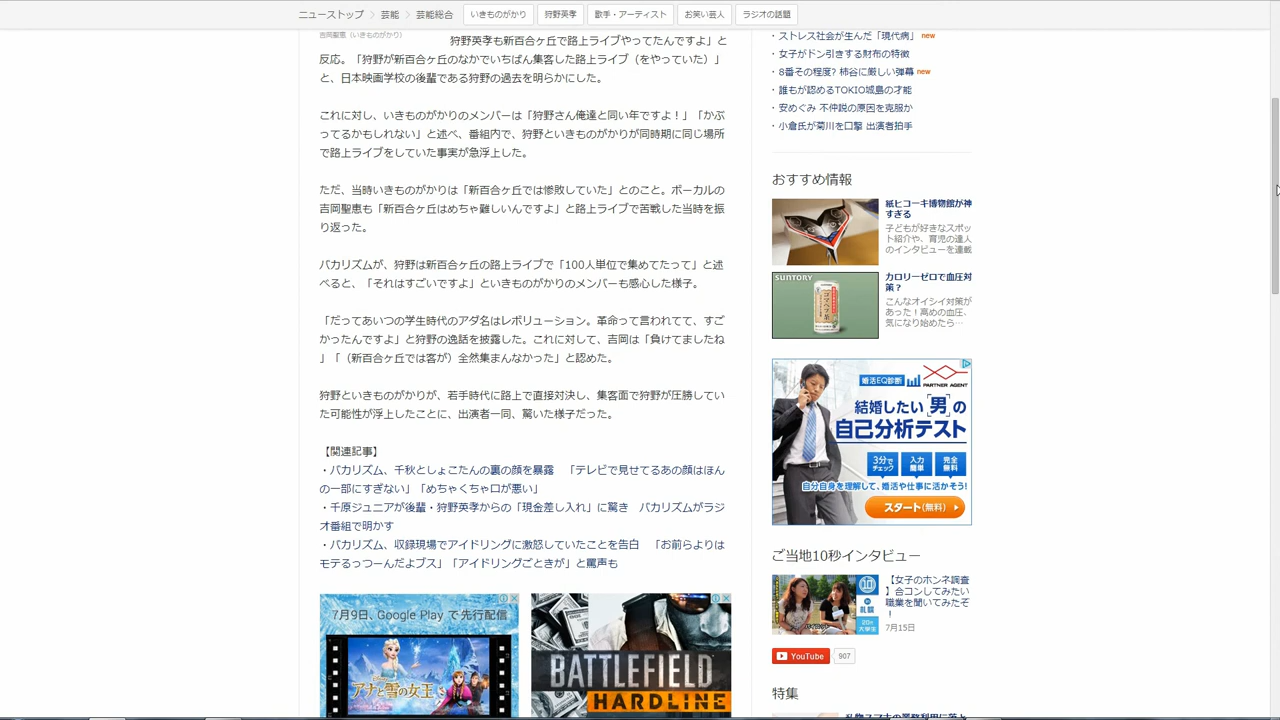 ニューストップ 芸能 芸能総合 いきものがかり 狩野英孝 歌手・アーティスト お笑い芸人 ラジオの話題
吉岡聖恵（いきものがかり）
狩野英孝も新百合ヶ丘で路上ライブやってたんですよ」と
反応。「狩野が新百合ヶ丘のなかでいちばん集客した路上ライブ（をやっていた）」
と、日本映画学校の後輩である狩野の過去を明らかにした。
これに対し、いきものがかりのメンバーは「狩野さん俺達と同い年ですよ！」「かぶ
ってるかもしれない」と述べ、番組内で、狩野といきものがかりが同時期に同じ場所
で路上ライブをしていた事実が急浮上した。
ただ、当時いきものがかりは「新百合ヶ丘では惨敗していた」とのこと。ボーカルの
吉岡聖恵も「新百合ヶ丘はめちゃ難しいんですよ」と路上ライブで苦戦した当時を振
り返った。
バカリズムが、狩野は新百合ヶ丘の路上ライブで「100人単位で集めてたって」と述
べると、「それはすごいですよ」といきものがかりのメンバーも感心した様子。
「だってあいつの学生時代のアダ名はレボリューション。革命って言われてて、すご
かったんですよ」と狩野の逸話を披露した。これに対して、吉岡は「負けてましたね
」「（新百合ヶ丘では客が）全然集まんなかった」と認めた。
狩野といきものがかりが、若手時代に路上で直接対決し、集客面で狩野が圧勝してい
た可能性が浮上したことに、出演者一同、驚いた様子だった。
【関連記事】
・バカリズム、千秋としょこたんの裏の顔を暴露　「テレビで見せてるあの顔はほん
の一部にすぎない」「めちゃくちゃ口が悪い」
・千原ジュニアが後輩・狩野英孝からの「現金差し入れ」に驚き　バカリズムがラジ
オ番組で明かす
・バカリズム、収録現場でアイドリングに激怒していたことを告白　「お前らよりは
モテるっつーんだよブス」「アイドリングごときが」と罵声も
7月9日、Google Play で先行配信
アナと雪の女王
BATTLEFIELD
HARDLINE
・ストレス社会が生んだ「現代病」 new
・女子がドン引きする財布の特徴
・8番その程度? 柿谷に厳しい弾幕 new
・誰もが認めるTOKIO城島の才能
・安めぐみ 不仲説の原因を克服か
・小倉氏が菊川を口撃 出演者拍手
おすすめ情報
紙ヒコーキ博物館が神
すぎる
子どもが好きなスポッ
ト紹介や、育児の達人
のインタビューを連載
SUNTORY
カロリーゼロで血圧対
策？
こんなオイシイ対策が
あった！高めの血圧、
気になり始めたら…
婚活EQ診断
PARTNER AGENT
結婚したい 男 の
自己分析テスト
3分でチェック 入力簡単 完全無料
自分自身を理解して、婚活や仕事に活かそう!
スタート(無料)
ご当地10秒インタビュー
【女子のホンネ調査
】合コンしてみたい
職業を聞いてみたぞ
！
7月15日
札幌
20代
大学生
YouTube 907
特集